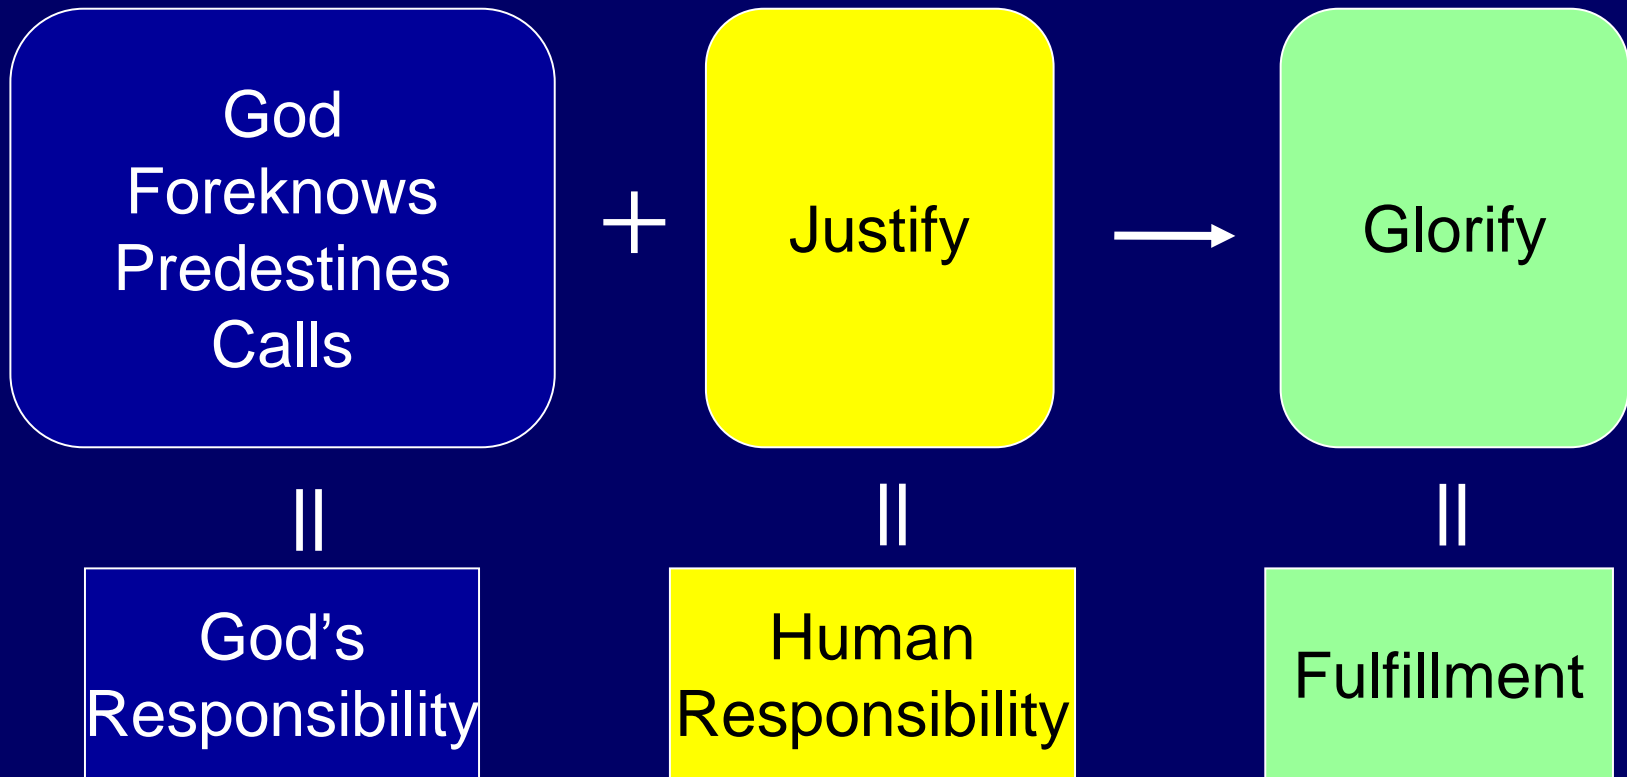 God
Foreknows
Predestines
Calls
+
Justify
Glorify
God’s
Responsibility
Human
Responsibility
Fulfillment